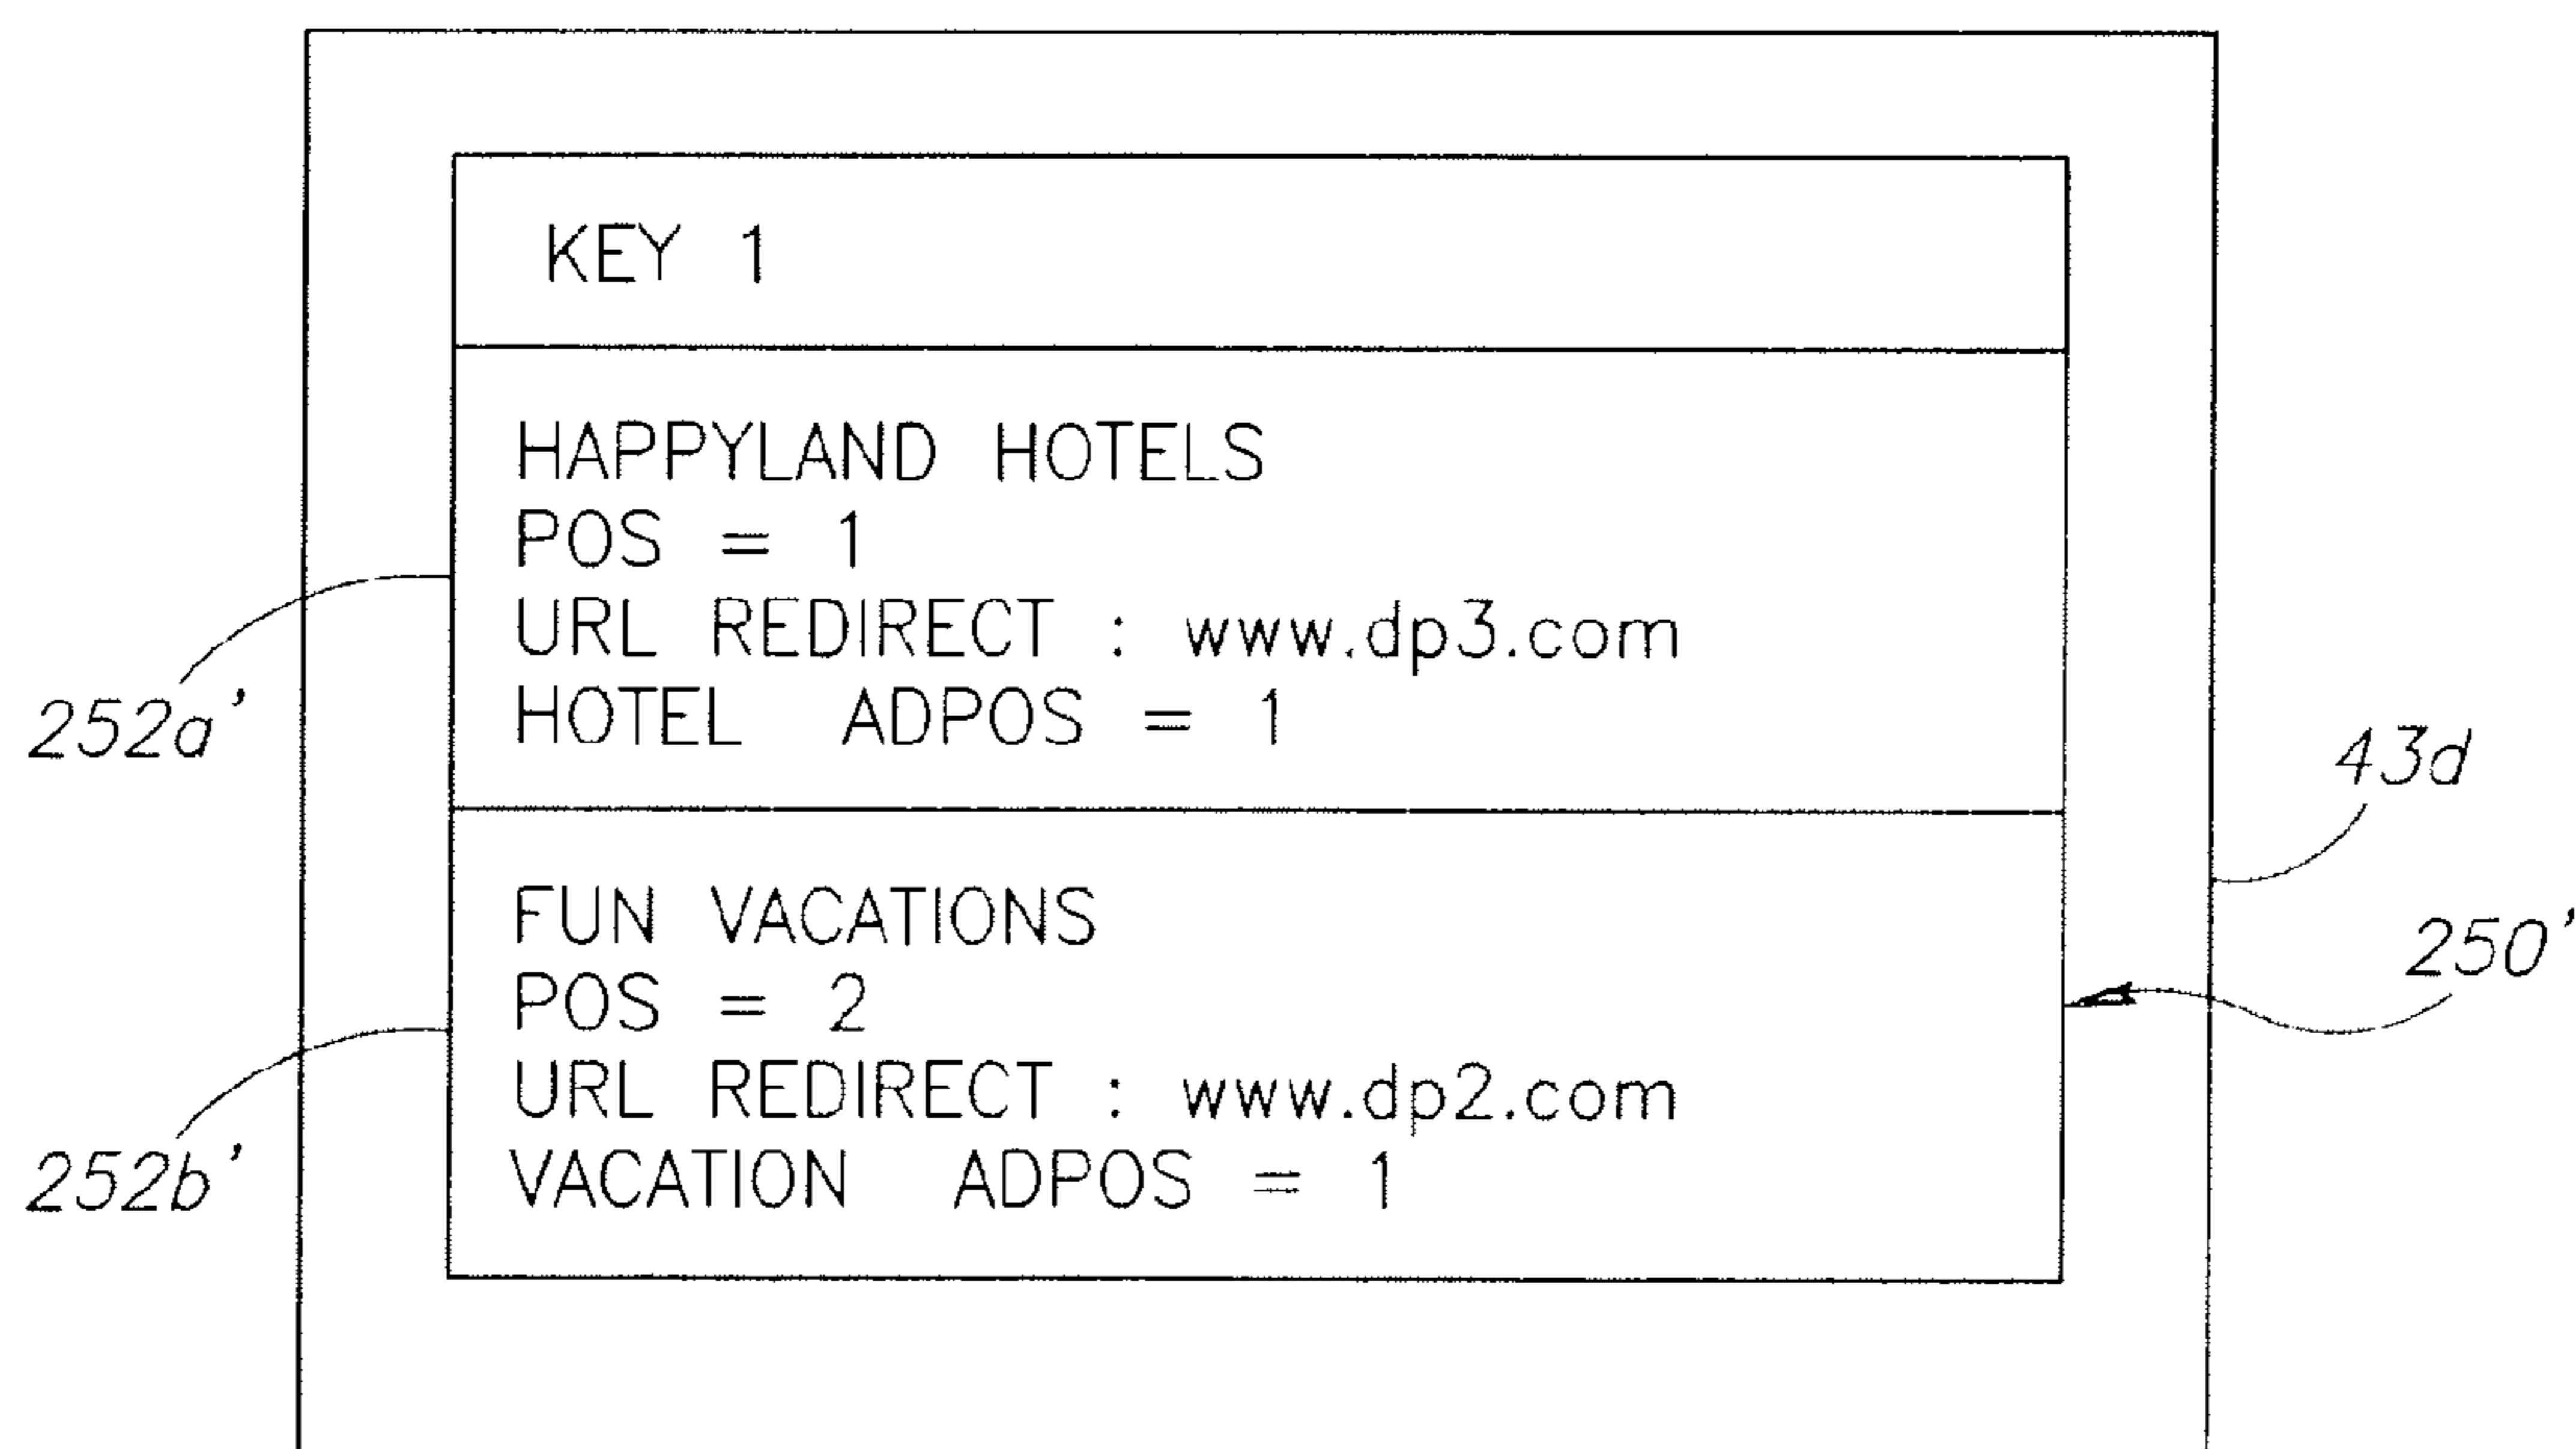 KEY 1
HAPPYLAND HOTELS
POS = 1
URL REDIRECT : www.dp3.com
HOTEL ADPOS = 1
252a'
43d
FUN VACATIONS
POS = 2
URL REDIRECT : www.dp2.com
VACATION ADPOS = 1
250'
252b'